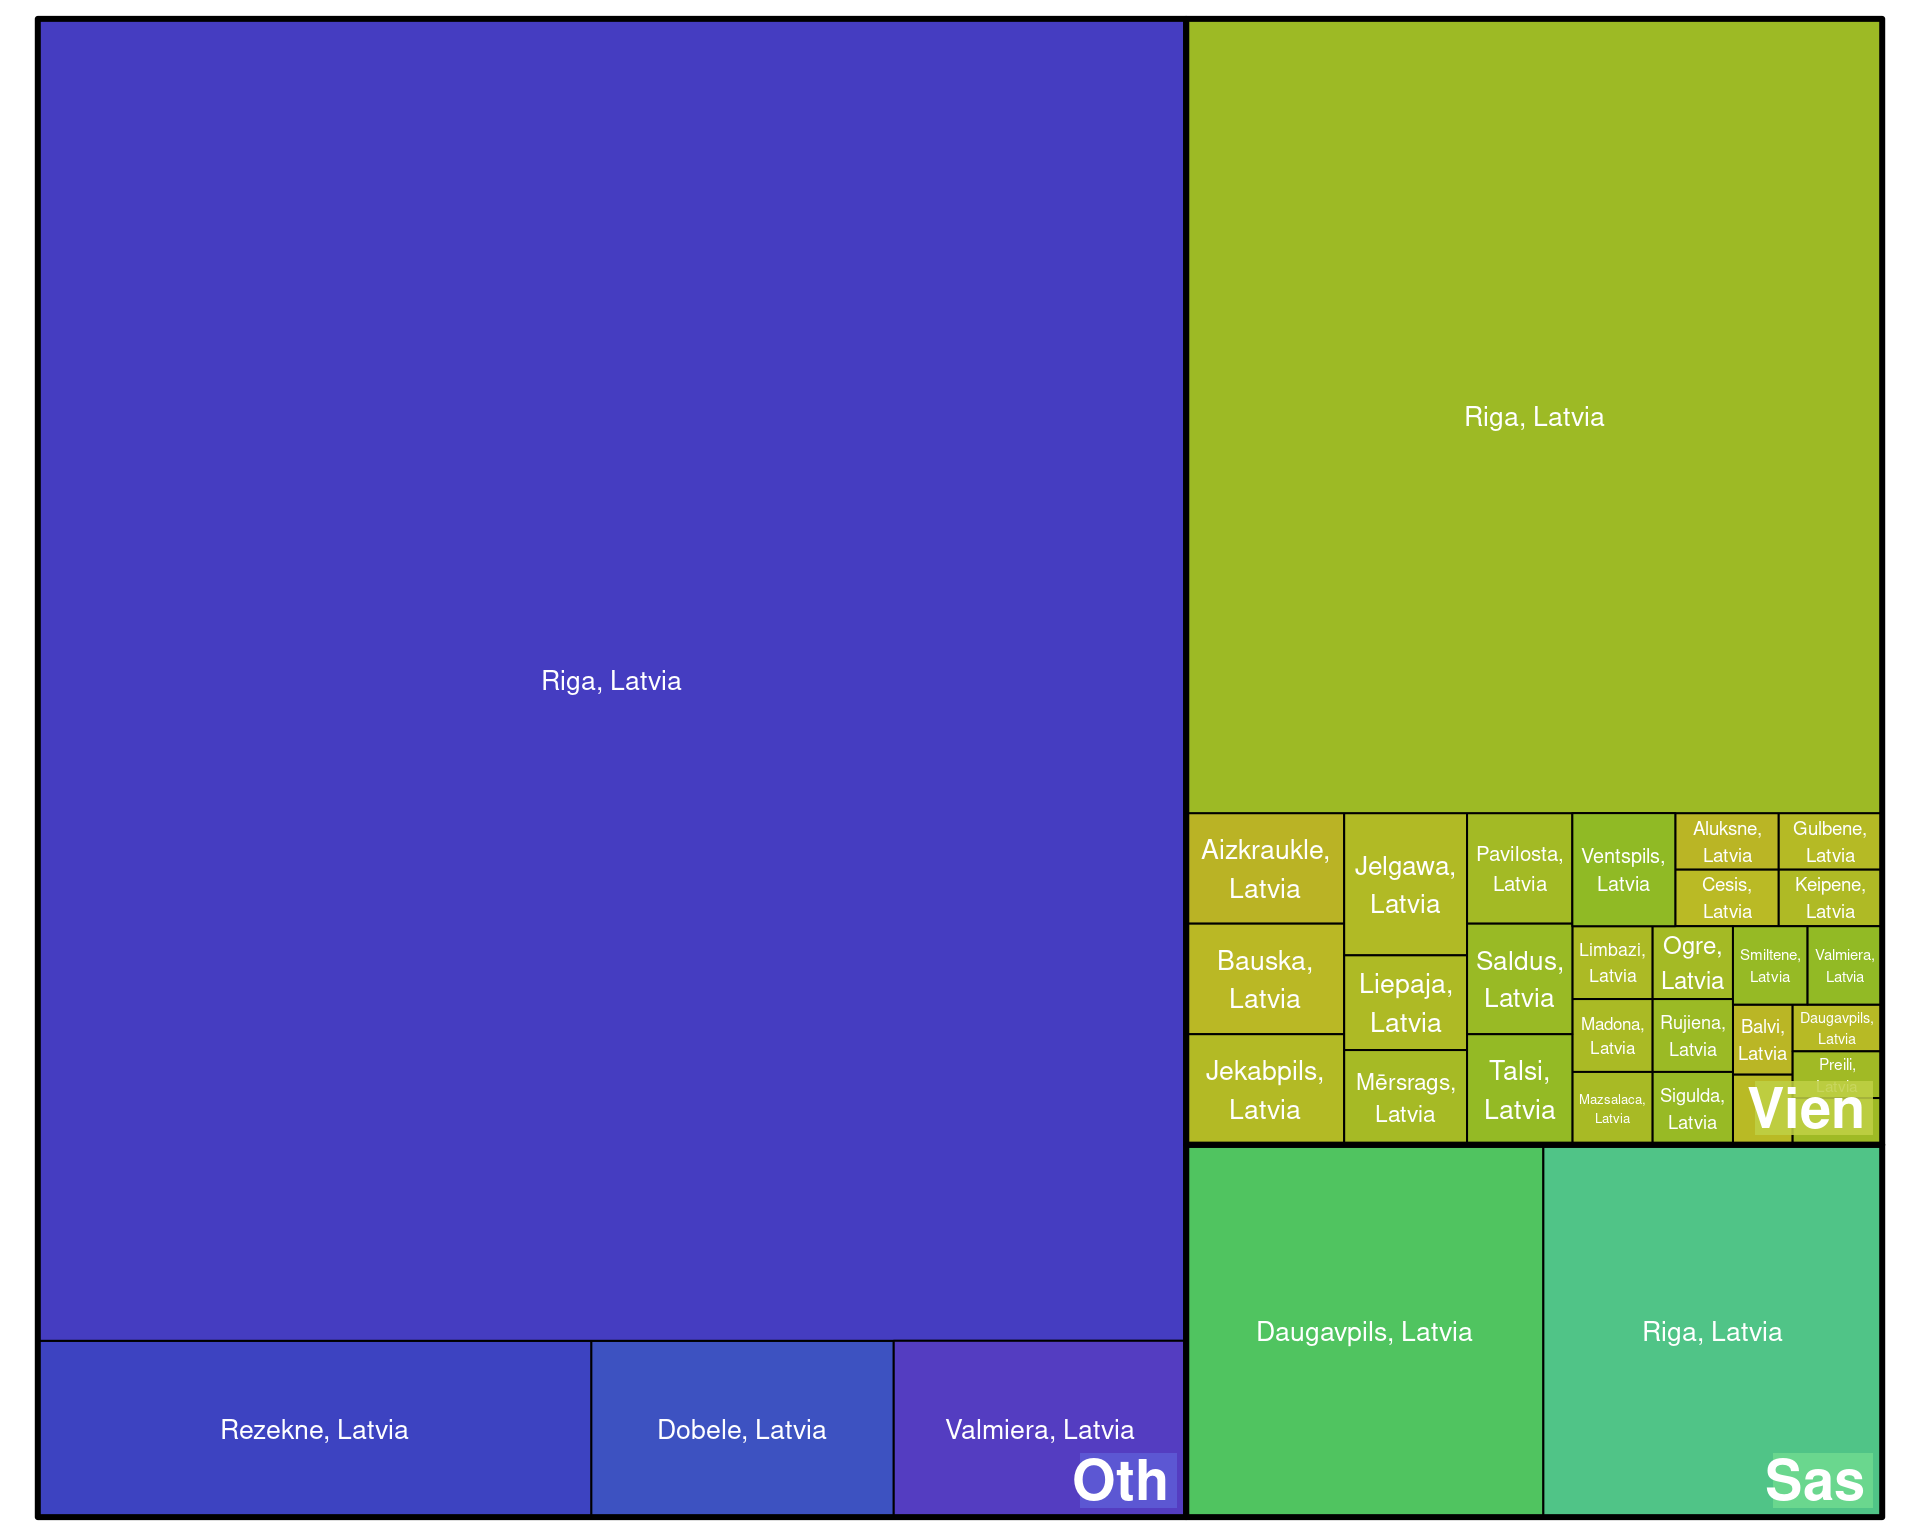 Riga, Latvia
Rezekne, Latvia
Dobele, Latvia
Valmiera, Latvia
Oth
Riga, Latvia
Aizkraukle,
Latvia
Bauska,
Latvia
Jekabpils,
Latvia
Jelgawa,
Latvia
Liepaja,
Latvia
Mērsrags,
Latvia
Pavilosta,
Latvia
Saldus,
Latvia
Talsi,
Latvia
Ventspils,
Latvia
Aluksne,
Latvia
Gulbene,
Latvia
Cesis,
Latvia
Keipene,
Latvia
Limbazi,
Latvia
Ogre,
Latvia
Smiltene,
Latvia
Valmiera,
Latvia
Madona,
Latvia
Rujiena,
Latvia
Balvi,
Latvia
Daugavpils,
Latvia
Preili,
Latvia
Mazsalaca,
Latvia
Sigulda,
Latvia
Vien
Daugavpils, Latvia
Riga, Latvia
Sas